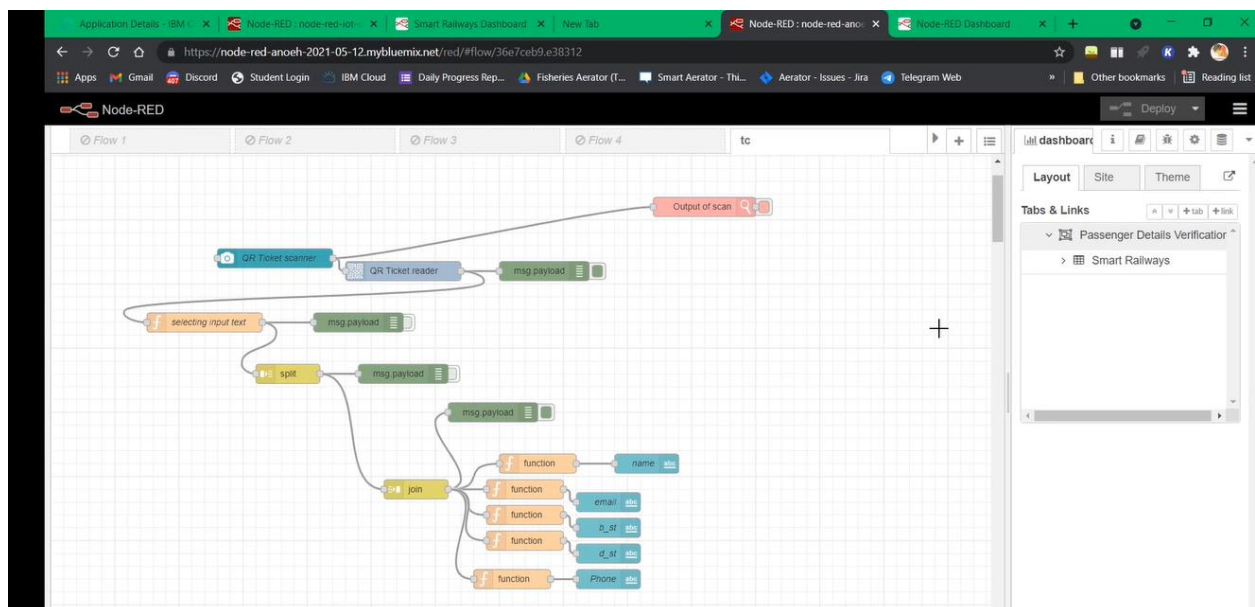 Application Details - IBM C
Node-RED : node-red-iot-
Smart Railways Dashboard
New Tab
Node-RED : node-red-anoe
Node-RED Dashboard
https://node-red-anoeh-2021-05-12.mybluemix.net/red/#flow/36e7ceb9.e38312
Apps
Gmail
Discord
Student Login
IBM Cloud
Daily Progress Rep...
Fisheries Aerator (T...
Smart Aerator - Thi...
Aerator - Issues - Jira
Telegram Web
»
Other bookmarks
Reading list
Node-RED
Deploy
Flow 1
Flow 2
Flow 3
Flow 4
tc
dashboard
Layout
Site
Theme
Tabs & Links
+tab
+link
Passenger Details Verification
Smart Railways
Output of scan
QR Ticket scanner
QR Ticket reader
msg.payload
selecting input text
msg.payload
split
msg.payload
msg.payload
function
name
join
function
email
function
b_st
function
d_st
function
Phone